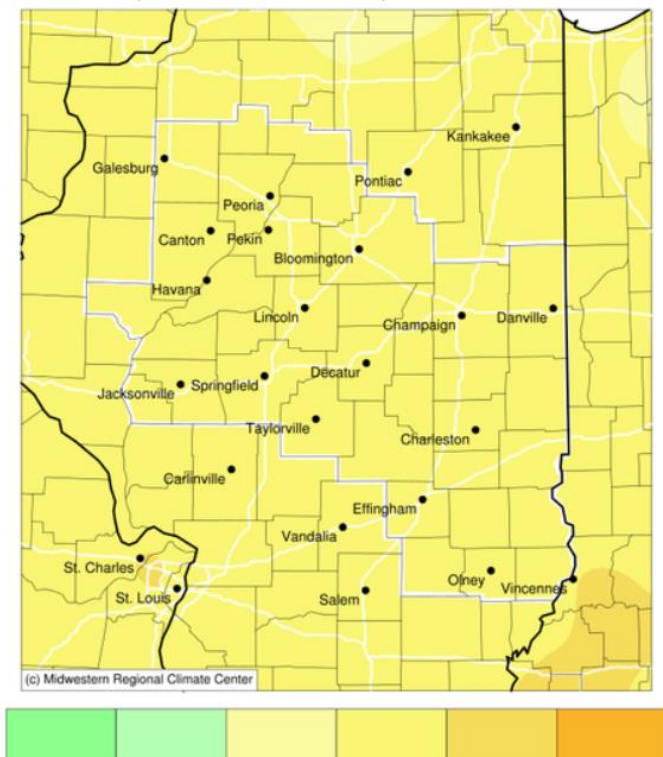 Kankakee
Galesburg
Pontiac
Peoria
Canton
Pekin
Bloomington
Havana
Lincoln
Champaign
Danville
Decatur
Jacksonville
Springfield
Taylorville
Charleston
Carlinville
Effingham
Vandalia
St. Charles
Olney
Vincennes
St. Louis
Salem
(c) Midwestern Regional Climate Center